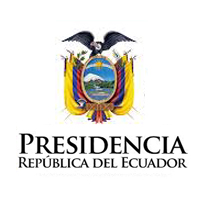 PRESIDENCIA
REPÚBLICA DEL ECUADOR